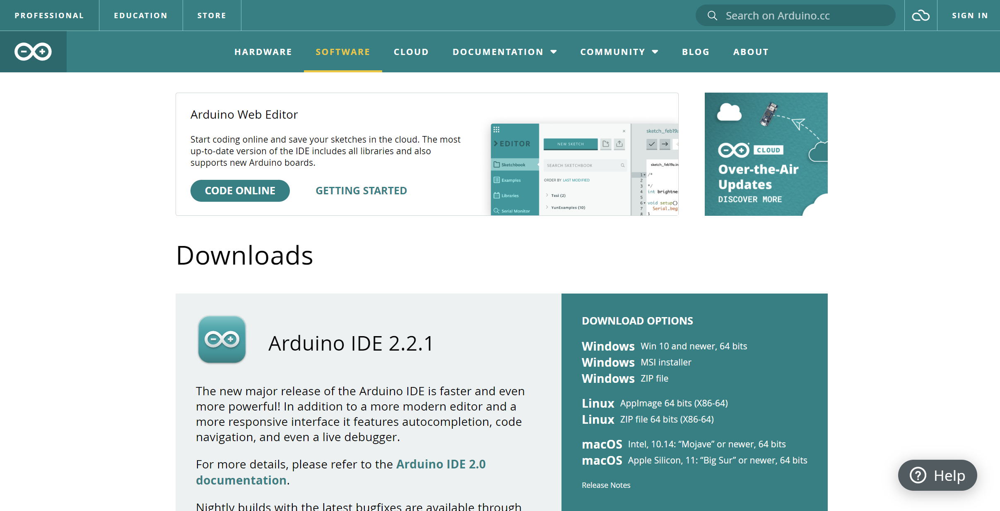 PROFESSIONAL
EDUCATION
STORE
Search on Arduino.cc
SIGN IN
HARDWARE
SOFTWARE
CLOUD
DOCUMENTATION
COMMUNITY
BLOG
ABOUT
Arduino Web Editor
Start coding online and save your sketches in the cloud. The most
up-to-date version of the IDE includes all libraries and also
supports new Arduino boards.
CODE ONLINE
GETTING STARTED
EDITOR
Sketchbook
Examples
Libraries
Serial Monitor
NEW SKETCH
SEARCH SKETCHBOOK
ORDER BY LAST MODIFIED
Tesi (2)
YunExamples (10)
sketch_feb19a
sketch_feb19a.in
1 /*
2
3 */
4 int brightne
5
6 void setup()
7 Serial.beg
8 }
CLOUD
Over-the-Air
Updates
DISCOVER MORE
Downloads
Arduino IDE 2.2.1
The new major release of the Arduino IDE is faster and even
more powerful! In addition to a more modern editor and a
more responsive interface it features autocompletion, code
navigation, and even a live debugger.
For more details, please refer to the Arduino IDE 2.0
documentation.
Nightly builds with the latest bugfixes are available through
DOWNLOAD OPTIONS
Windows Win 10 and newer, 64 bits
Windows MSI installer
Windows ZIP file
Linux AppImage 64 bits (X86-64)
Linux ZIP file 64 bits (X86-64)
macOS Intel, 10.14: “Mojave” or newer, 64 bits
macOS Apple Silicon, 11: “Big Sur” or newer, 64 bits
Release Notes
Help